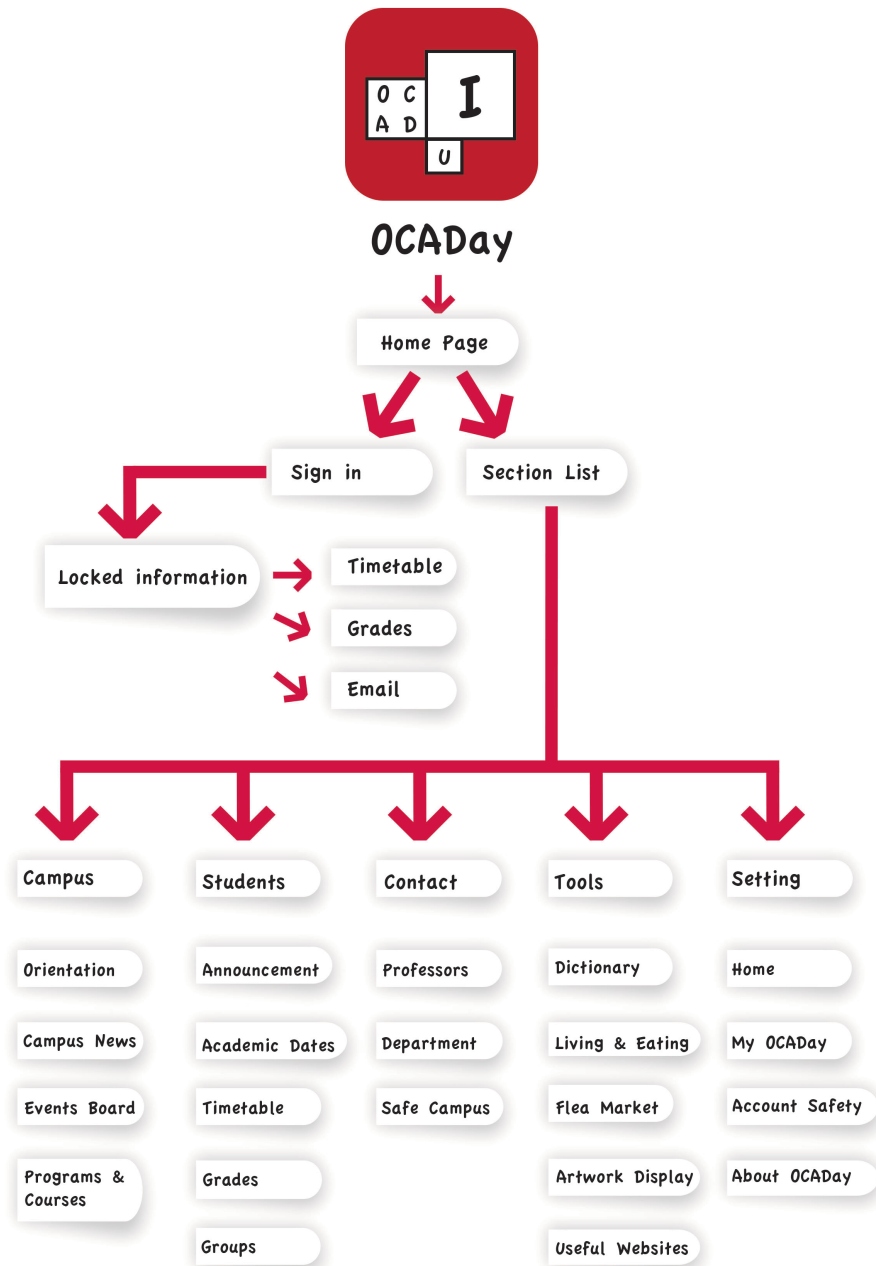 O C
A D
I
U
OCADay
Home Page
Sign in
Section List
Locked information
Timetable
Grades
Email
Campus
Students
Contact
Tools
Setting
Orientation
Announcement
Professors
Dictionary
Home
Campus News
Academic Dates
Department
Living & Eating
My OCADay
Events Board
Timetable
Safe Campus
Flea Market
Account Safety
Programs &
Courses
Grades
Artwork Display
About OCADay
Groups
Useful Websites